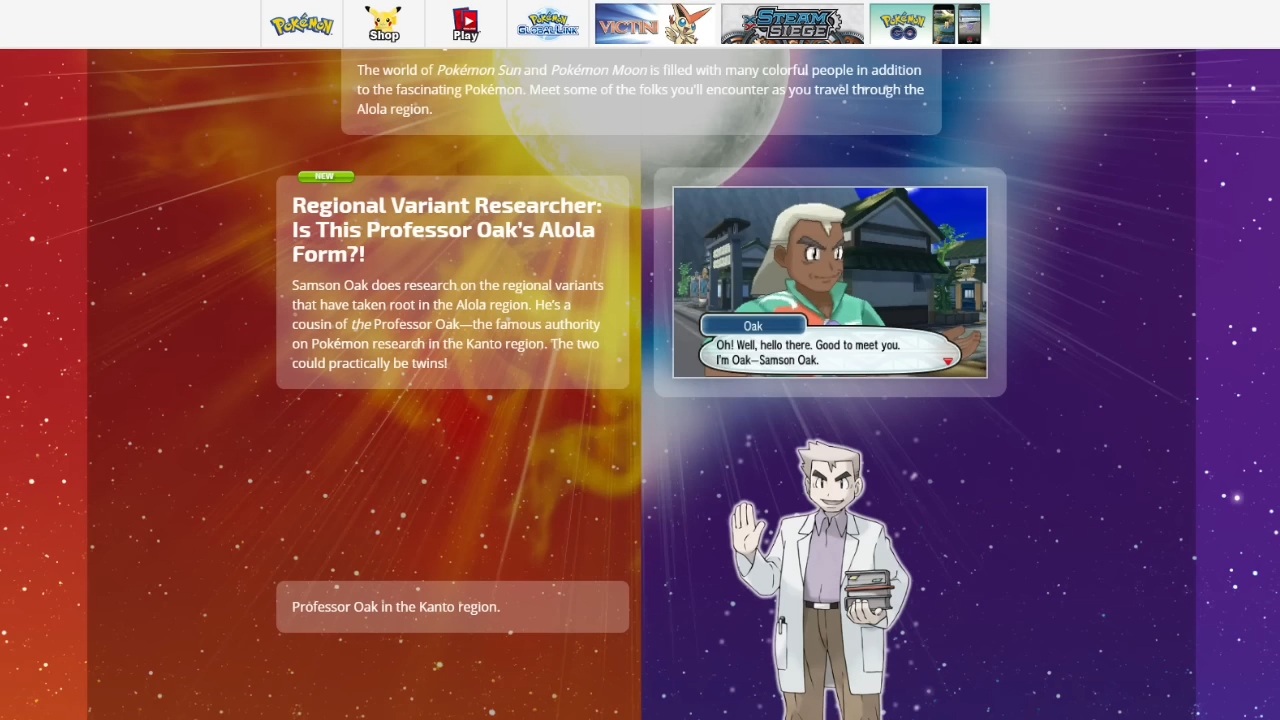 Pokémon
Shop
Play
Pokémon
Global Link
VICTINI
STEAM
SIEGE
Pokémon
GO
The world of Pokémon Sun and Pokémon Moon is filled with many colorful people in addition
to the fascinating Pokémon. Meet some of the folks you'll encounter as you travel through the
Alola region.
NEW
Regional Variant Researcher:
Is This Professor Oak's Alola
Form?!
Samson Oak does research on the regional variants
that have taken root in the Alola region. He's a
cousin of the Professor Oak—the famous authority
on Pokémon research in the Kanto region. The two
could practically be twins!
Oak
Oh! Well, hello there. Good to meet you.
I'm Oak—Samson Oak.
Professor Oak in the Kanto region.